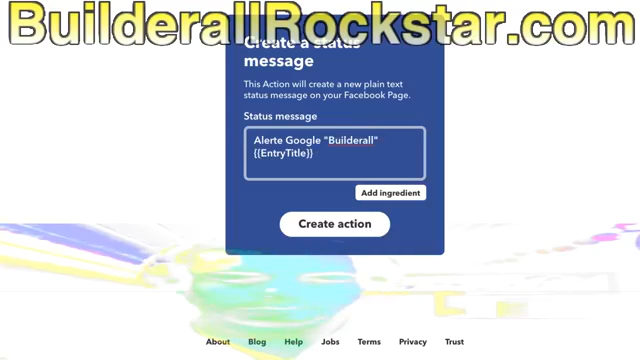 BuilderallRockstar.com
Create a status
message
This Action will create a new plain text
status message on your Facebook Page.
Status message
Alerte Google "Builderall"
{{EntryTitle}}
Add ingredient
Create action
About Blog Help Jobs Terms Privacy Trust